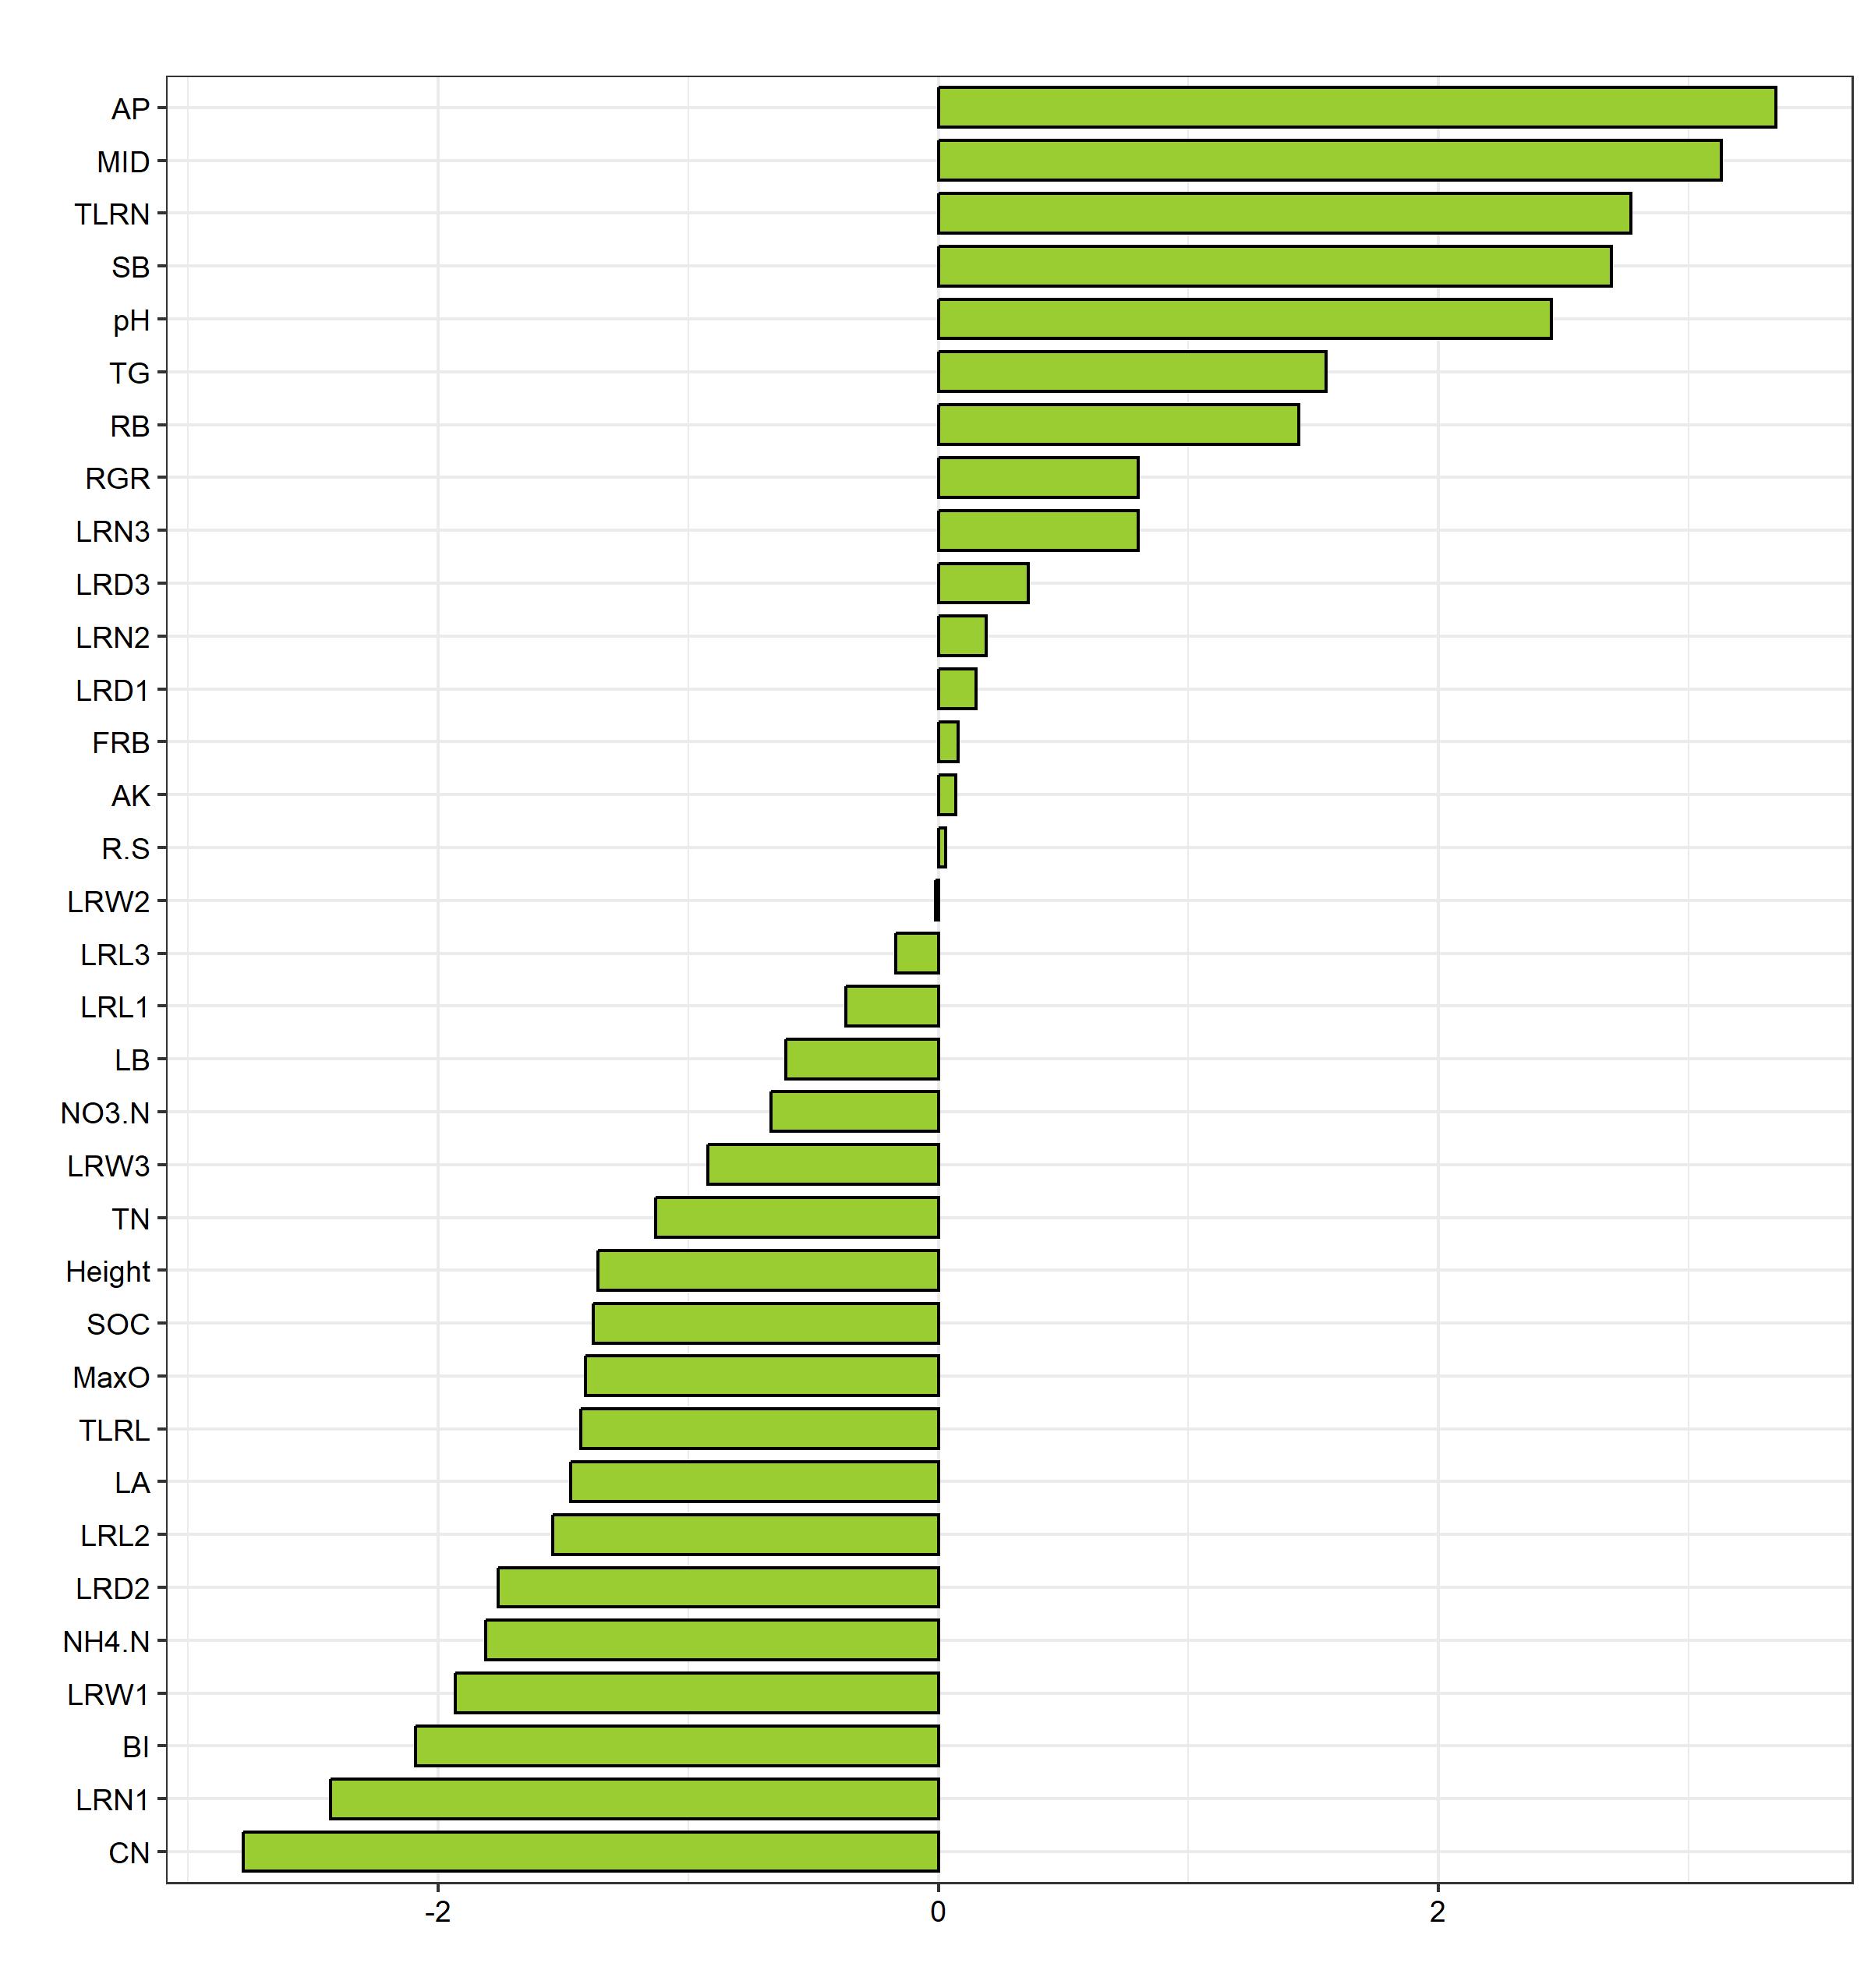 AP
MID
TLRN
SB
pH
TG
RB
RGR
LRN3
LRD3
LRN2
LRD1
FRB
AK
R.S
LRW2
LRL3
LRL1
LB
NO3.N
LRW3
TN
Height
SOC
MaxO
TLRL
LA
LRL2
LRD2
NH4.N
LRW1
BI
LRN1
CN
-2 0 2